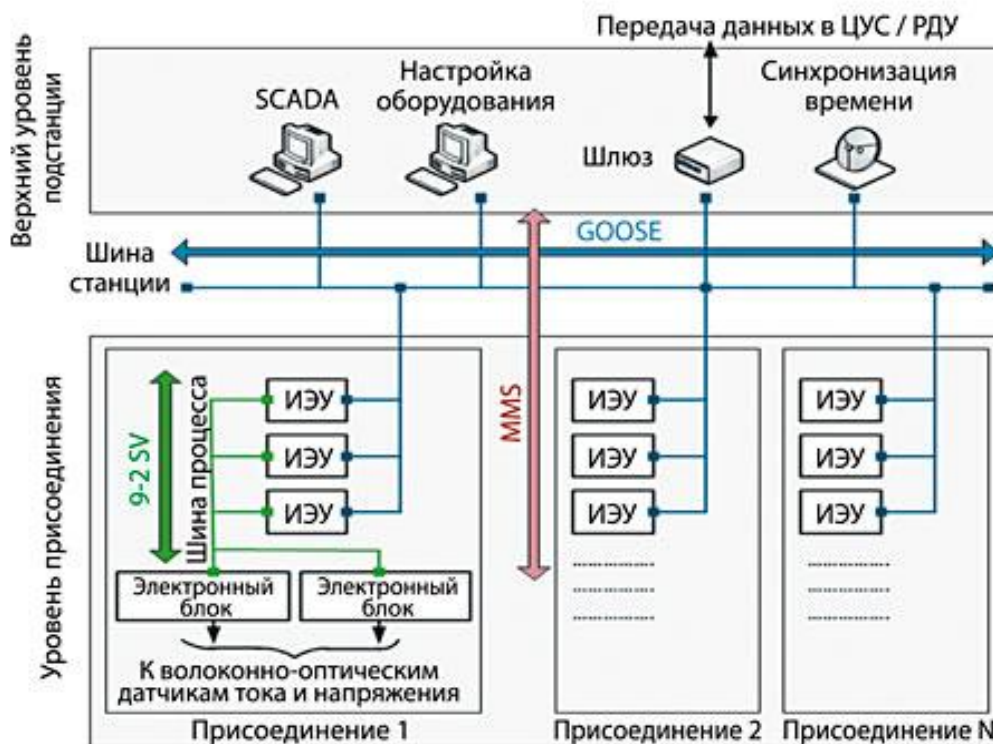 Передача данных в ЦУС / РДУ
Верхний уровень
подстанции
SCADA
Настройка
оборудования
Шлюз
Синхронизация
времени
GOOSE
Шина
станции
MMS
Уровень присоединения
9-2 SV
Шина процесса
ИЭУ
ИЭУ
ИЭУ
Электронный
блок
Электронный
блок
К волоконно-оптическим
датчикам тока и напряжения
Присоединение 1
ИЭУ
ИЭУ
ИЭУ
Присоединение 2
ИЭУ
ИЭУ
ИЭУ
Присоединение N